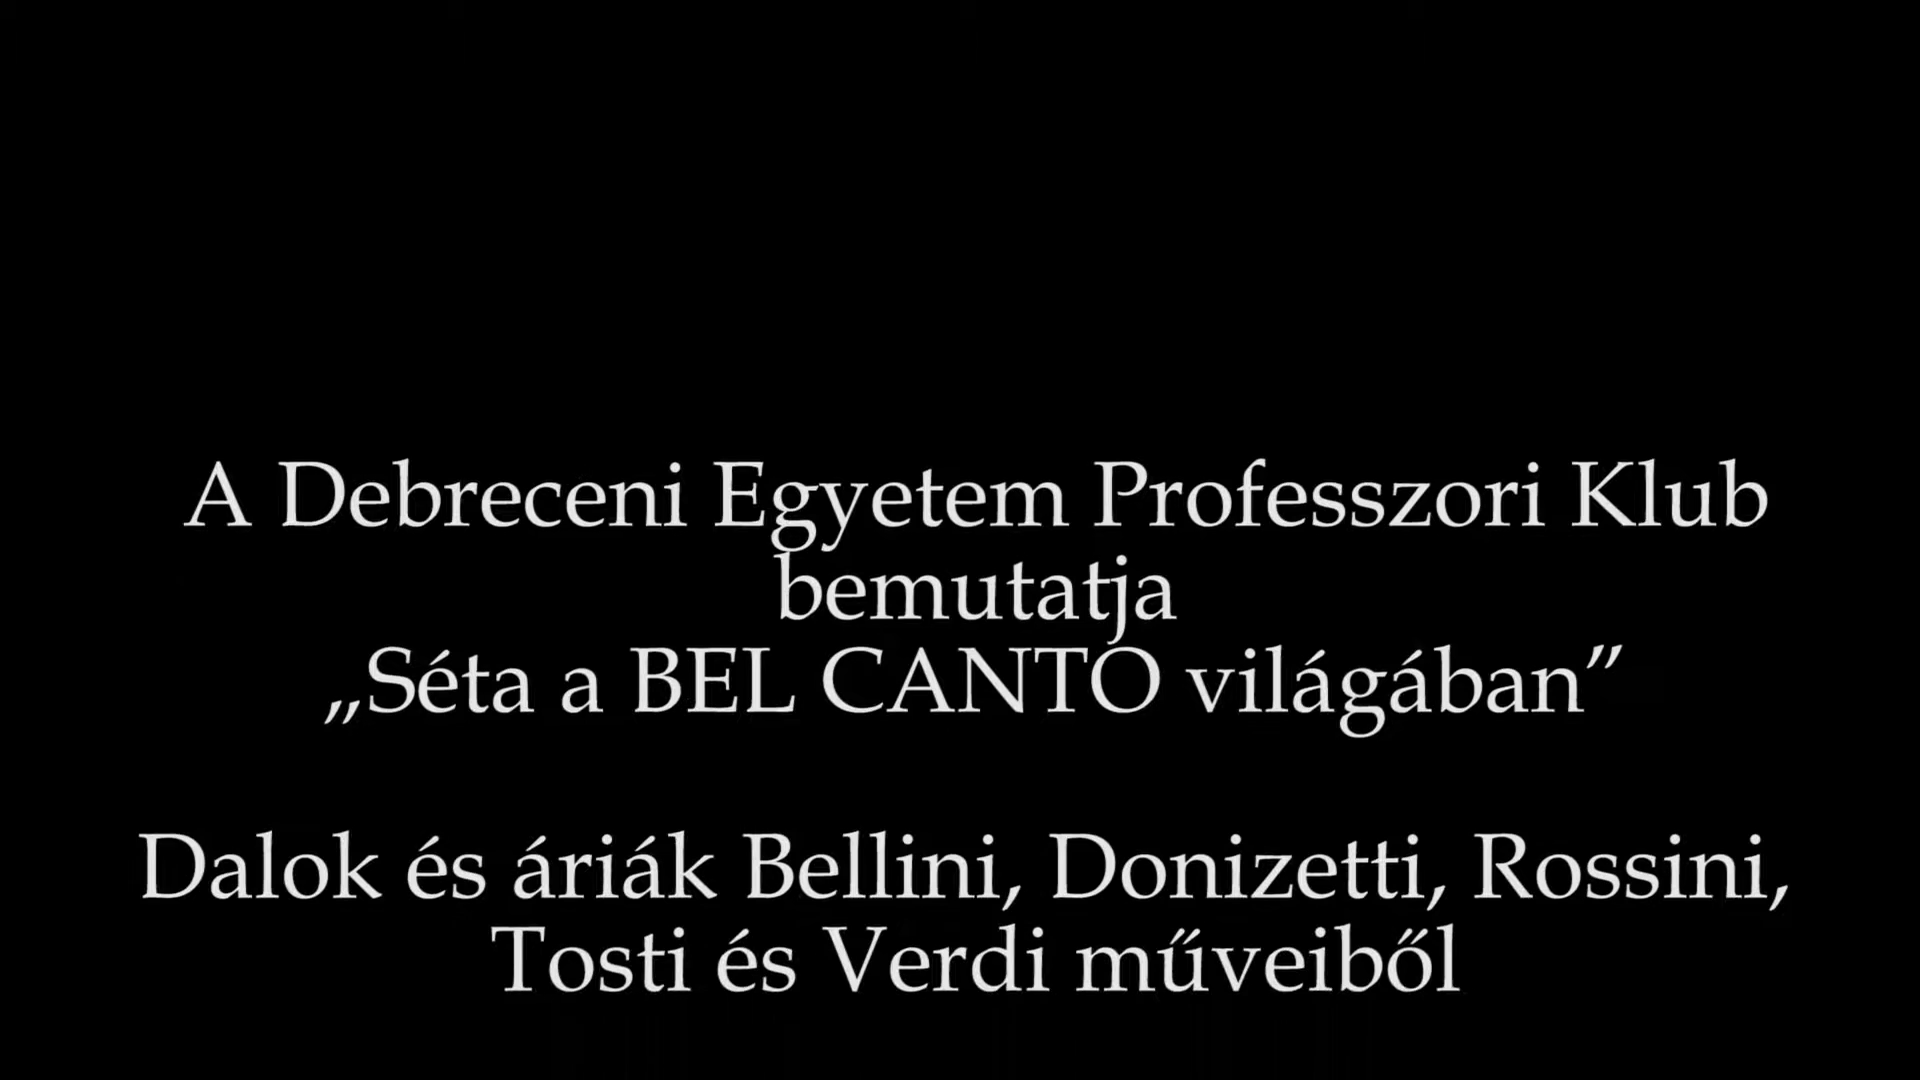 A Debreceni Egyetem Professzori Klub
bemutatja
„Séta a BEL CANTO világában”
Dalok és áriák Bellini, Donizetti, Rossini,
Tosti és Verdi műveiből